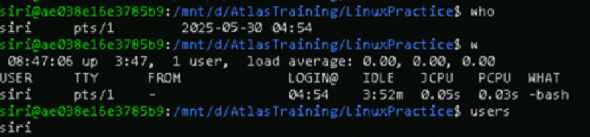 siri@ae038e16e3785b9:/mnt/d/AtlasTraining/LinuxPractice$ who
siri     pts/1        2025-05-30 04:54
siri@ae038e16e3785b9:/mnt/d/AtlasTraining/LinuxPractice$ w
 08:47:06 up  3:47,  1 user,  load average: 0.00, 0.00, 0.00
USER     TTY      FROM             LOGIN@   IDLE   JCPU   PCPU WHAT
siri     pts/1    -                04:54    3:52m  0.05s  0.03s -bash
siri@ae038e16e3785b9:/mnt/d/AtlasTraining/LinuxPractice$ users
siri